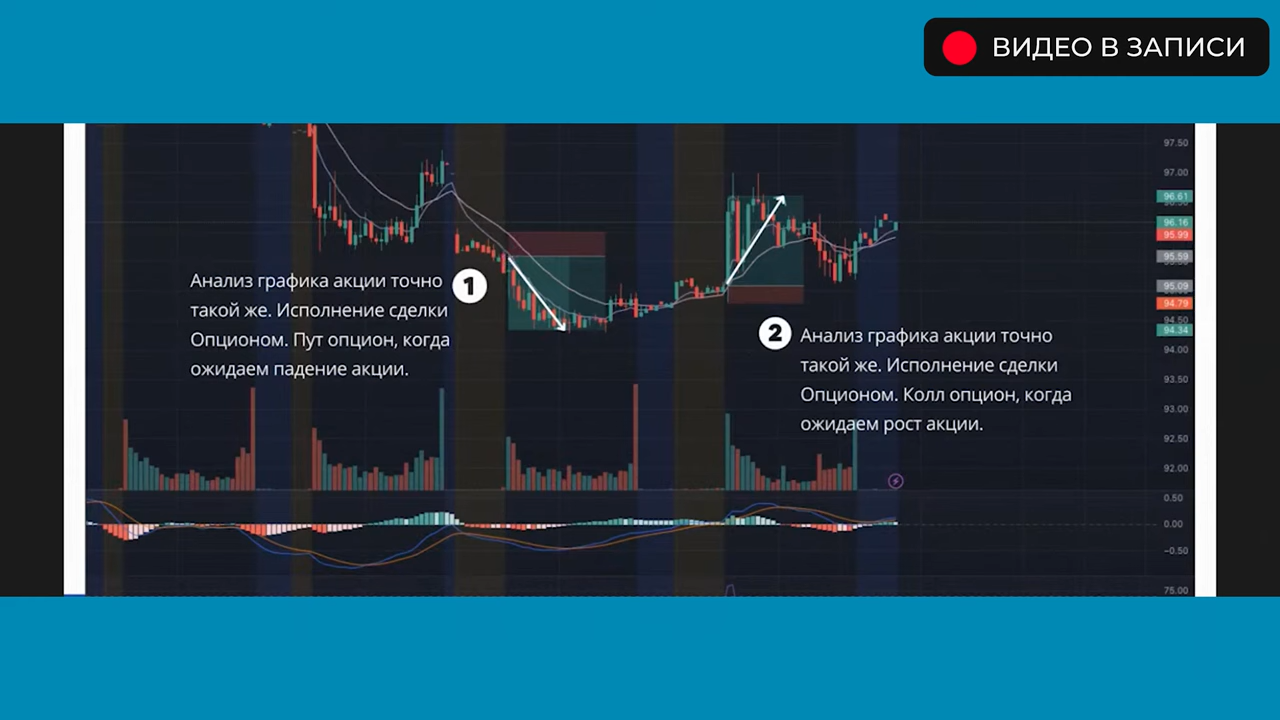 ВИДЕО В ЗАПИСИ
Анализ графика акции точно
такой же. Исполнение сделки
Опционом. Пут опцион, когда
ожидаем падение акции.
1
2
Анализ графика акции точно
такой же. Исполнение сделки
Опционом. Колл опцион, когда
ожидаем рост акции.
97.50
97.00
96.61
96.16
95.99
95.59
95.09
94.79
94.50
94.34
94.00
93.50
93.00
92.50
92.00
0.50
0.00
−0.50
75.00